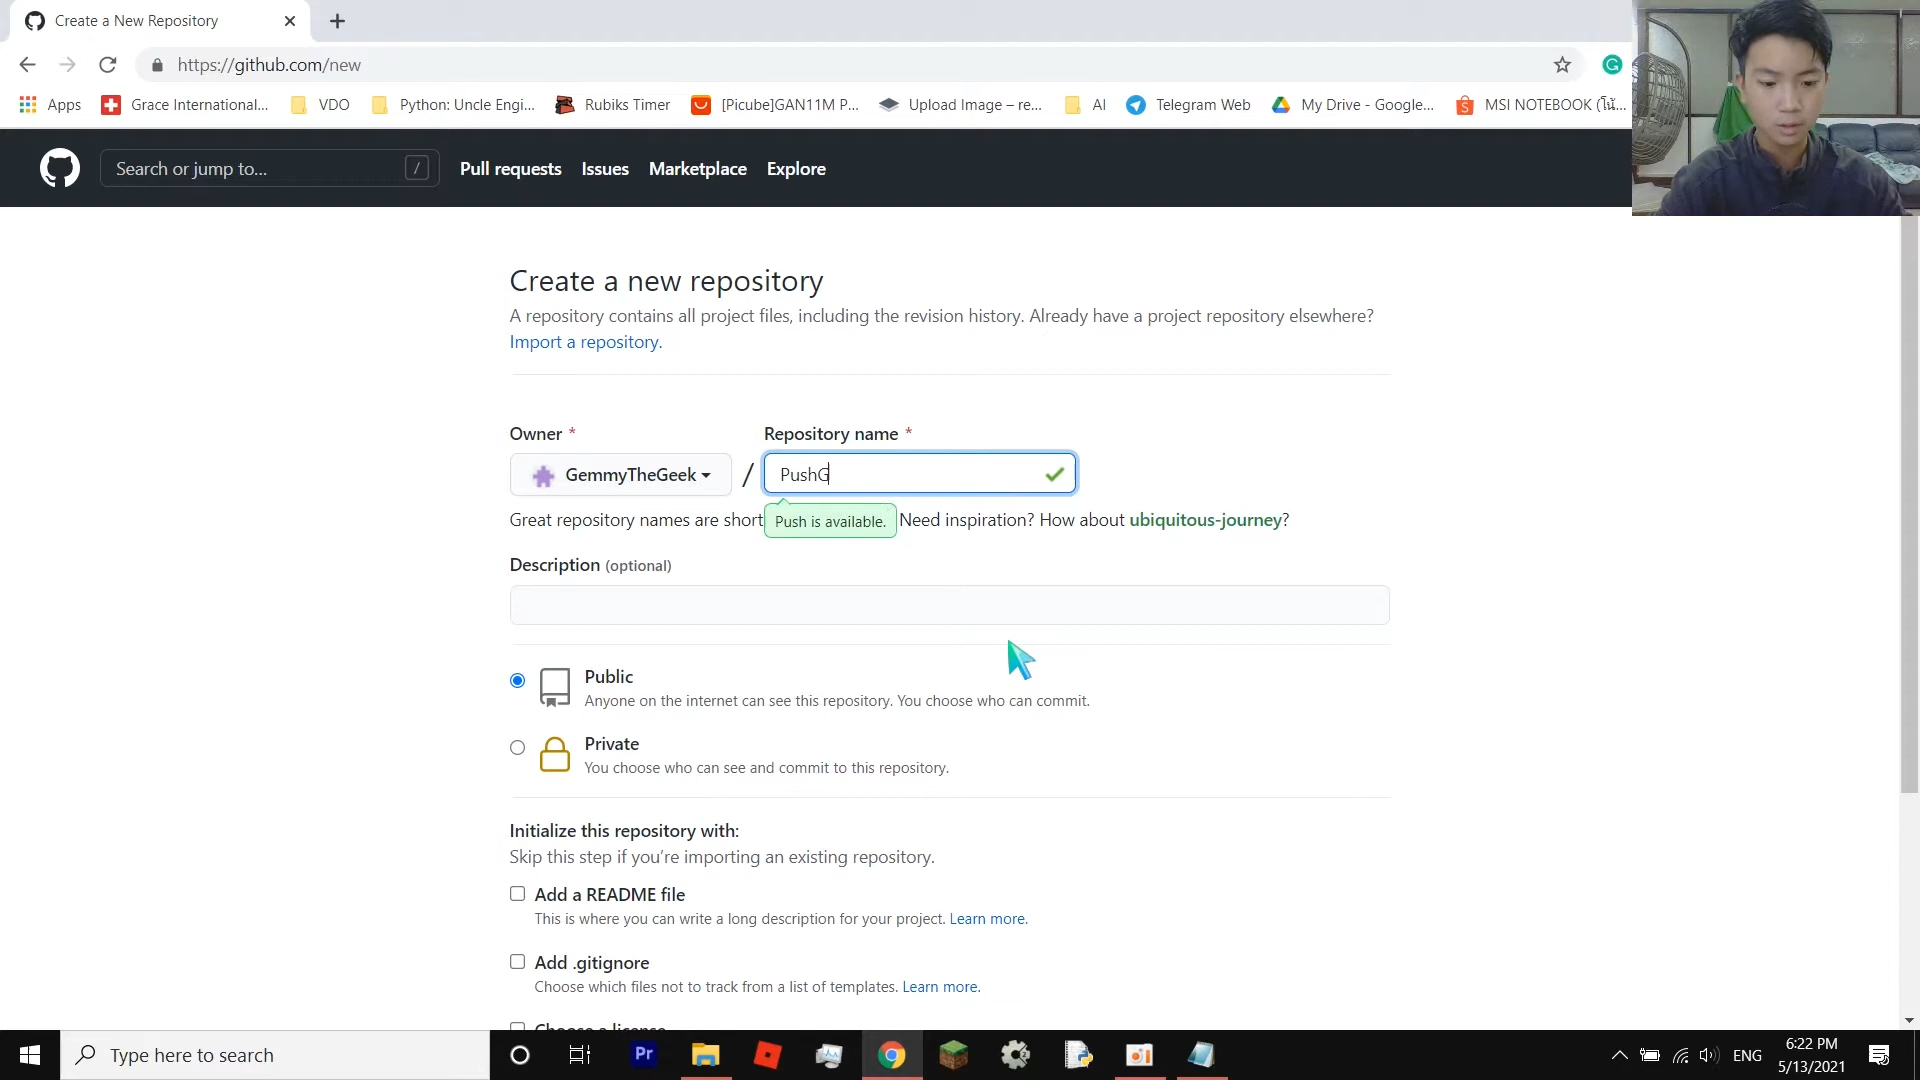 Create a New Repository
https://github.com/new
Apps Grace International... VDO Python: Uncle Engi... Rubiks Timer [Picube]GAN11M P... Upload Image – re... AI Telegram Web My Drive - Google... MSI NOTEBOOK (โน้...
Search or jump to... / Pull requests Issues Marketplace Explore
Create a new repository
A repository contains all project files, including the revision history. Already have a project repository elsewhere?
Import a repository.
Owner * Repository name *
GemmyTheGeek / PushG
Great repository names are short Push is available. Need inspiration? How about ubiquitous-journey?
Description (optional)
Public
Anyone on the internet can see this repository. You choose who can commit.
Private
You choose who can see and commit to this repository.
Initialize this repository with:
Skip this step if you're importing an existing repository.
Add a README file
This is where you can write a long description for your project. Learn more.
Add .gitignore
Choose which files not to track from a list of templates. Learn more.
Choose a license
Type here to search Pr ENG 6:22 PM
5/13/2021